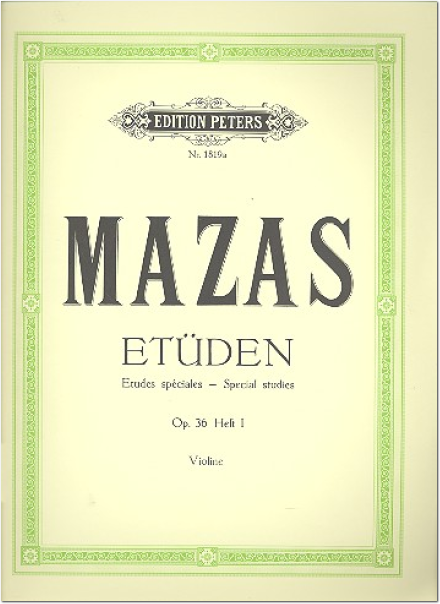 EDITION PETERS
Nr. 1819a
MAZAS
ETÜDEN
Etudes spéciales – Special studies
Op. 36 Heft I
Violine